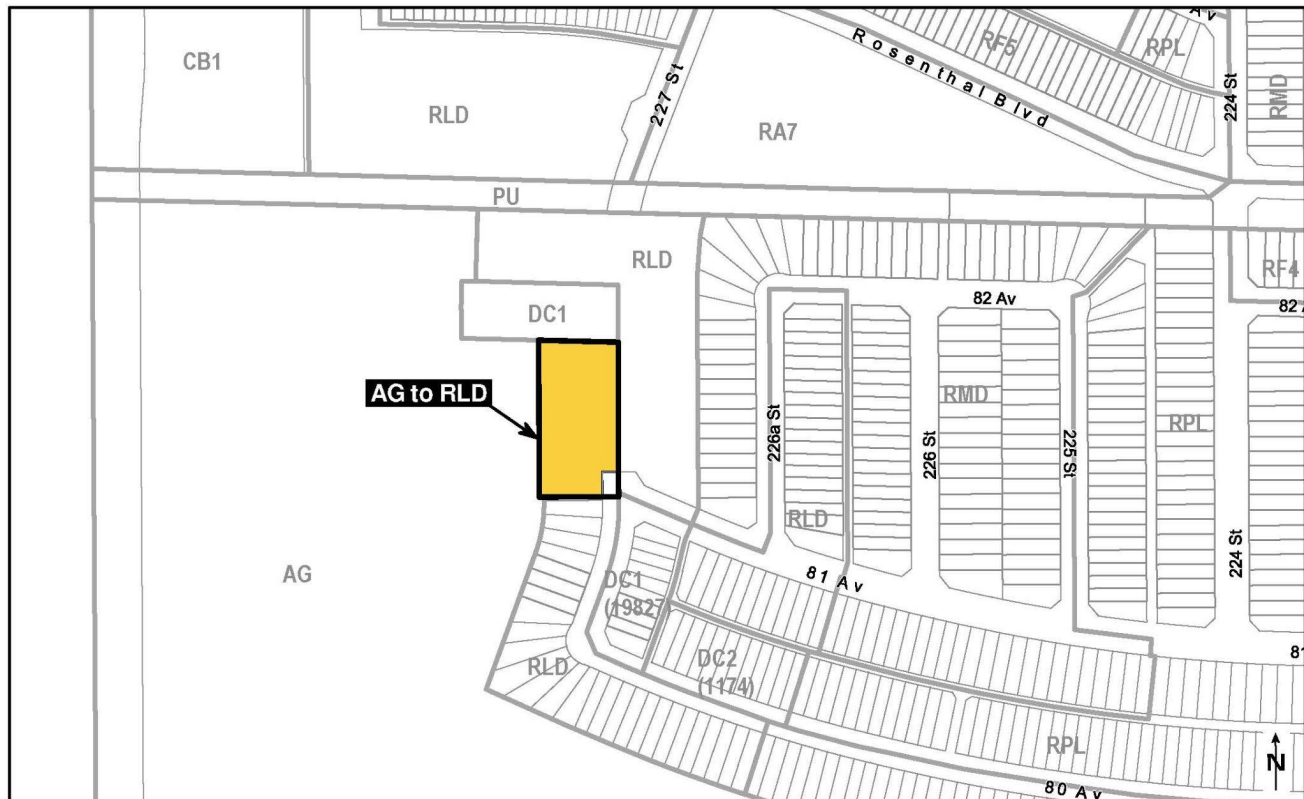 Av
CB1
RLD
227 St
Rosenthal Blvd
RF5
RPL
224 St
RMD
RA7
PU
RLD
DC1
82 Av
RF4
82 A
AG to RLD
226a St
226 St
RMD
225 St
RPL
RLD
224 St
AG
DC1
(19827)
81 Av
81
RLD
DC2
(1174)
RPL
80 Av
N